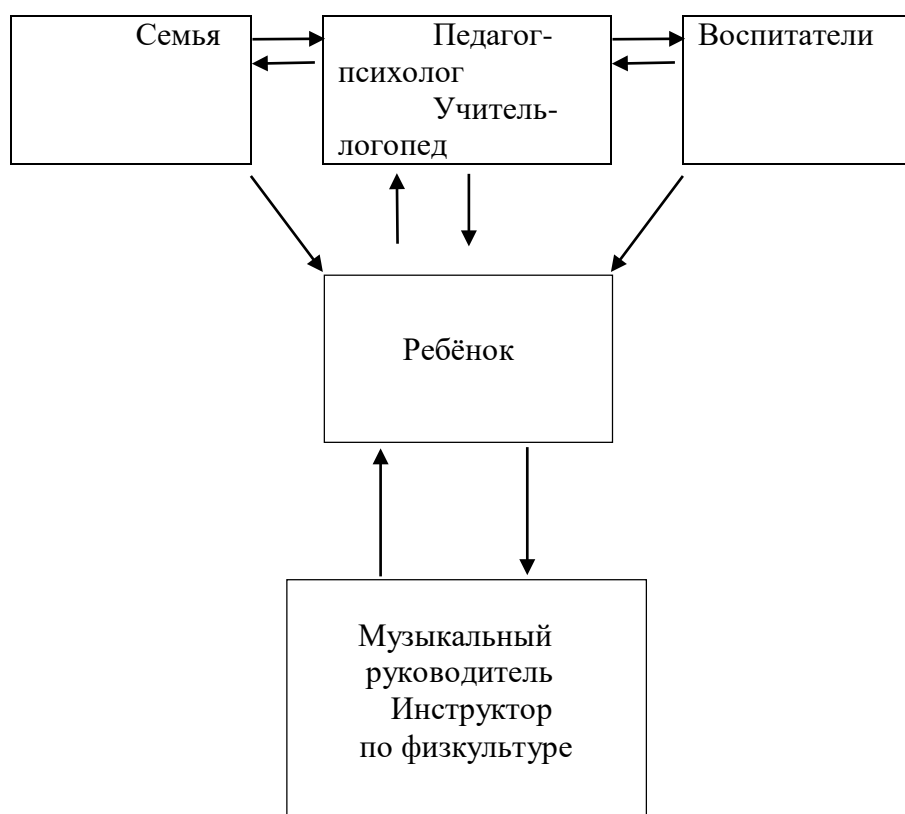 Семья
Педагог-
психолог
Учитель-
логопед
Воспитатели
Ребёнок
Музыкальный
руководитель
Инструктор
по физкультуре